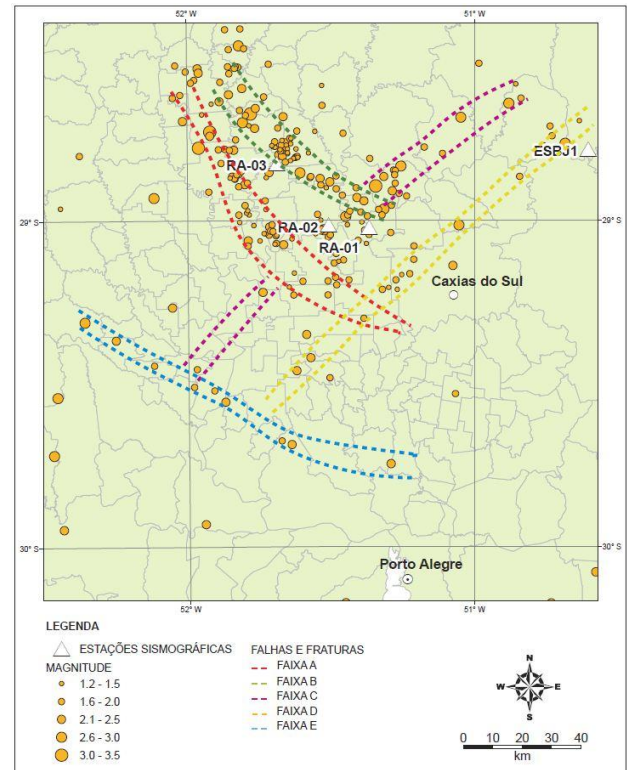 52° W
51° W
ESBJ1
RA-03
29° S
29° S
RA-02
RA-01
Caxias do Sul
30° S
30° S
Porto Alegre
52° W
51° W
LEGENDA
ESTAÇÕES SISMOGRÁFICAS
MAGNITUDE
1.2 - 1.5
1.6 - 2.0
2.1 - 2.5
2.6 - 3.0
3.0 - 3.5
FALHAS E FRATURAS
FAIXA A
FAIXA B
FAIXA C
FAIXA D
FAIXA E
N
W E
S
0 10 20 30 40
km